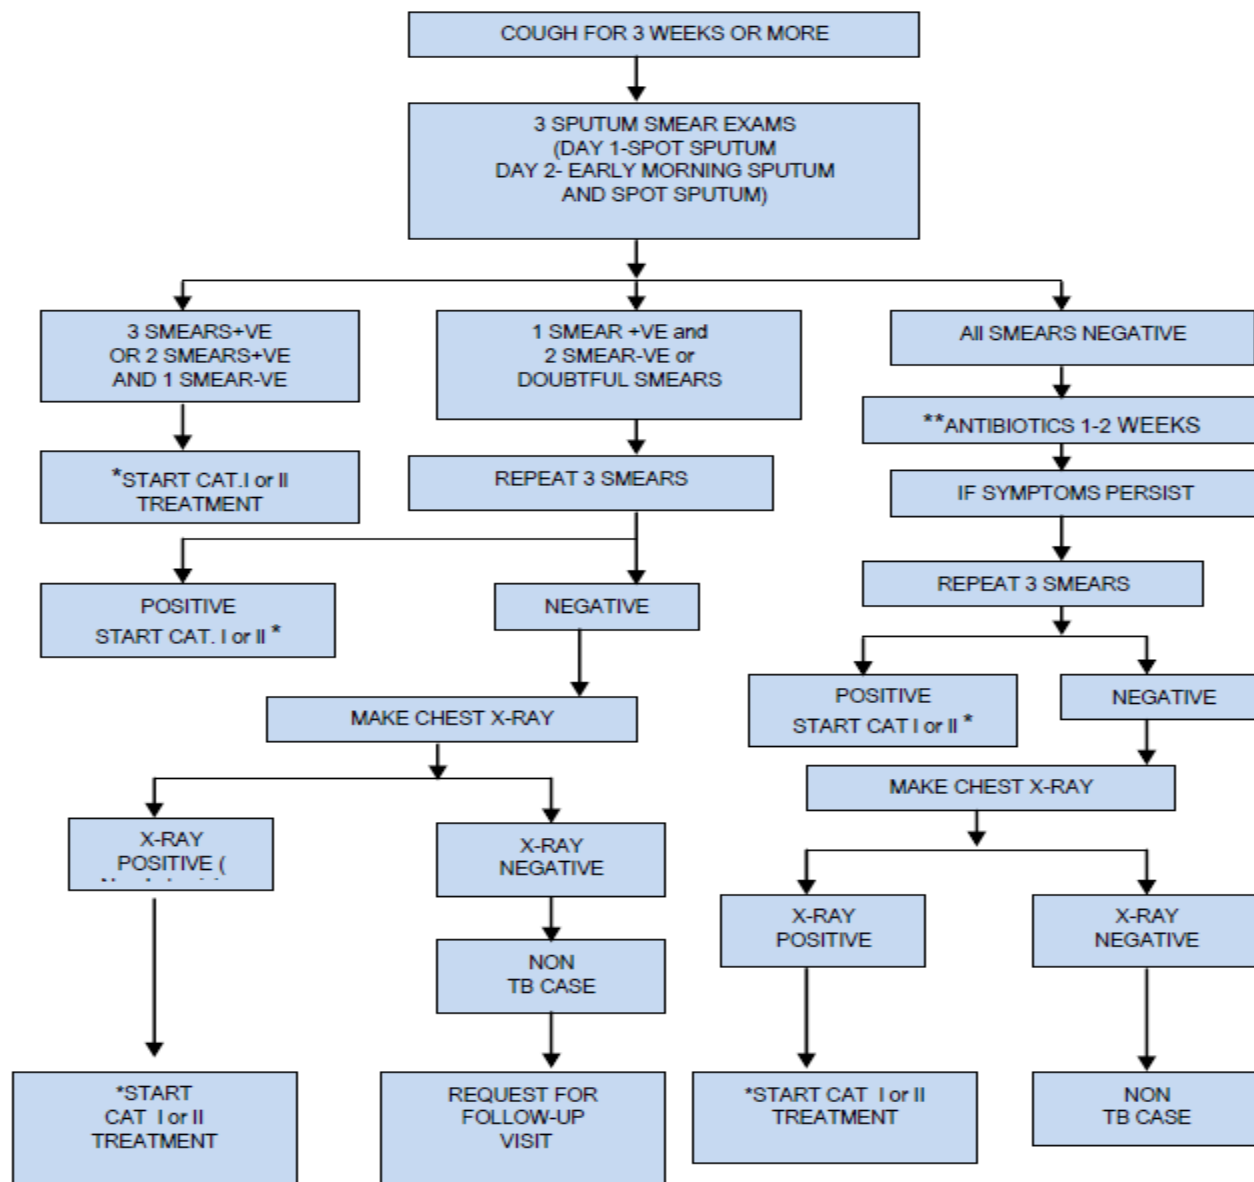 COUGH FOR 3 WEEKS OR MORE
3 SPUTUM SMEAR EXAMS
(DAY 1-SPOT SPUTUM
DAY 2- EARLY MORNING SPUTUM
AND SPOT SPUTUM)
3 SMEARS+VE
OR 2 SMEARS+VE
AND 1 SMEAR-VE
1 SMEAR +VE and
2 SMEAR-VE or
DOUBTFUL SMEARS
All SMEARS NEGATIVE
**ANTIBIOTICS 1-2 WEEKS
*START CAT.I or II
TREATMENT
REPEAT 3 SMEARS
IF SYMPTOMS PERSIST
REPEAT 3 SMEARS
POSITIVE
START CAT. I or II *
NEGATIVE
POSITIVE
START CAT I or II *
NEGATIVE
MAKE CHEST X-RAY
MAKE CHEST X-RAY
X-RAY
POSITIVE (
X-RAY
NEGATIVE
X-RAY
POSITIVE
X-RAY
NEGATIVE
NON
TB CASE
*START
CAT I or II
TREATMENT
REQUEST FOR
FOLLOW-UP
VISIT
*START CAT I or II
TREATMENT
NON
TB CASE